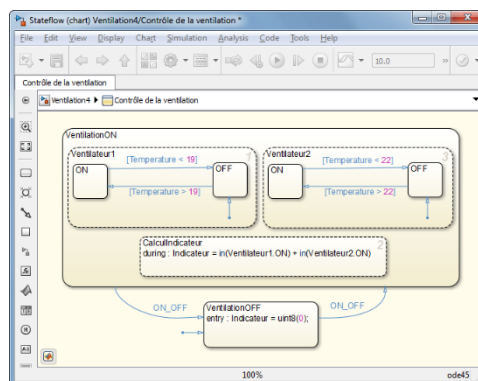 Stateflow (chart) Ventilation4/Contrôle de la ventilation *
File Edit View Display Chart Simulation Analysis Code Tools Help
10.0
»
Contrôle de la ventilation
Ventilation4 Contrôle de la ventilation
VentilationON
Ventilateur1
1
ON
[Temperature < 19]
OFF
[Temperature > 19]
Ventilateur2
3
ON
[Temperature < 22]
OFF
[Temperature > 22]
CalculIndicateur
2
during : Indicateur = in(Ventilateur1.ON) + in(Ventilateur2.ON)
ON_OFF
VentilationOFF
entry : Indicateur = uint8(0);
ON_OFF
100%
ode45